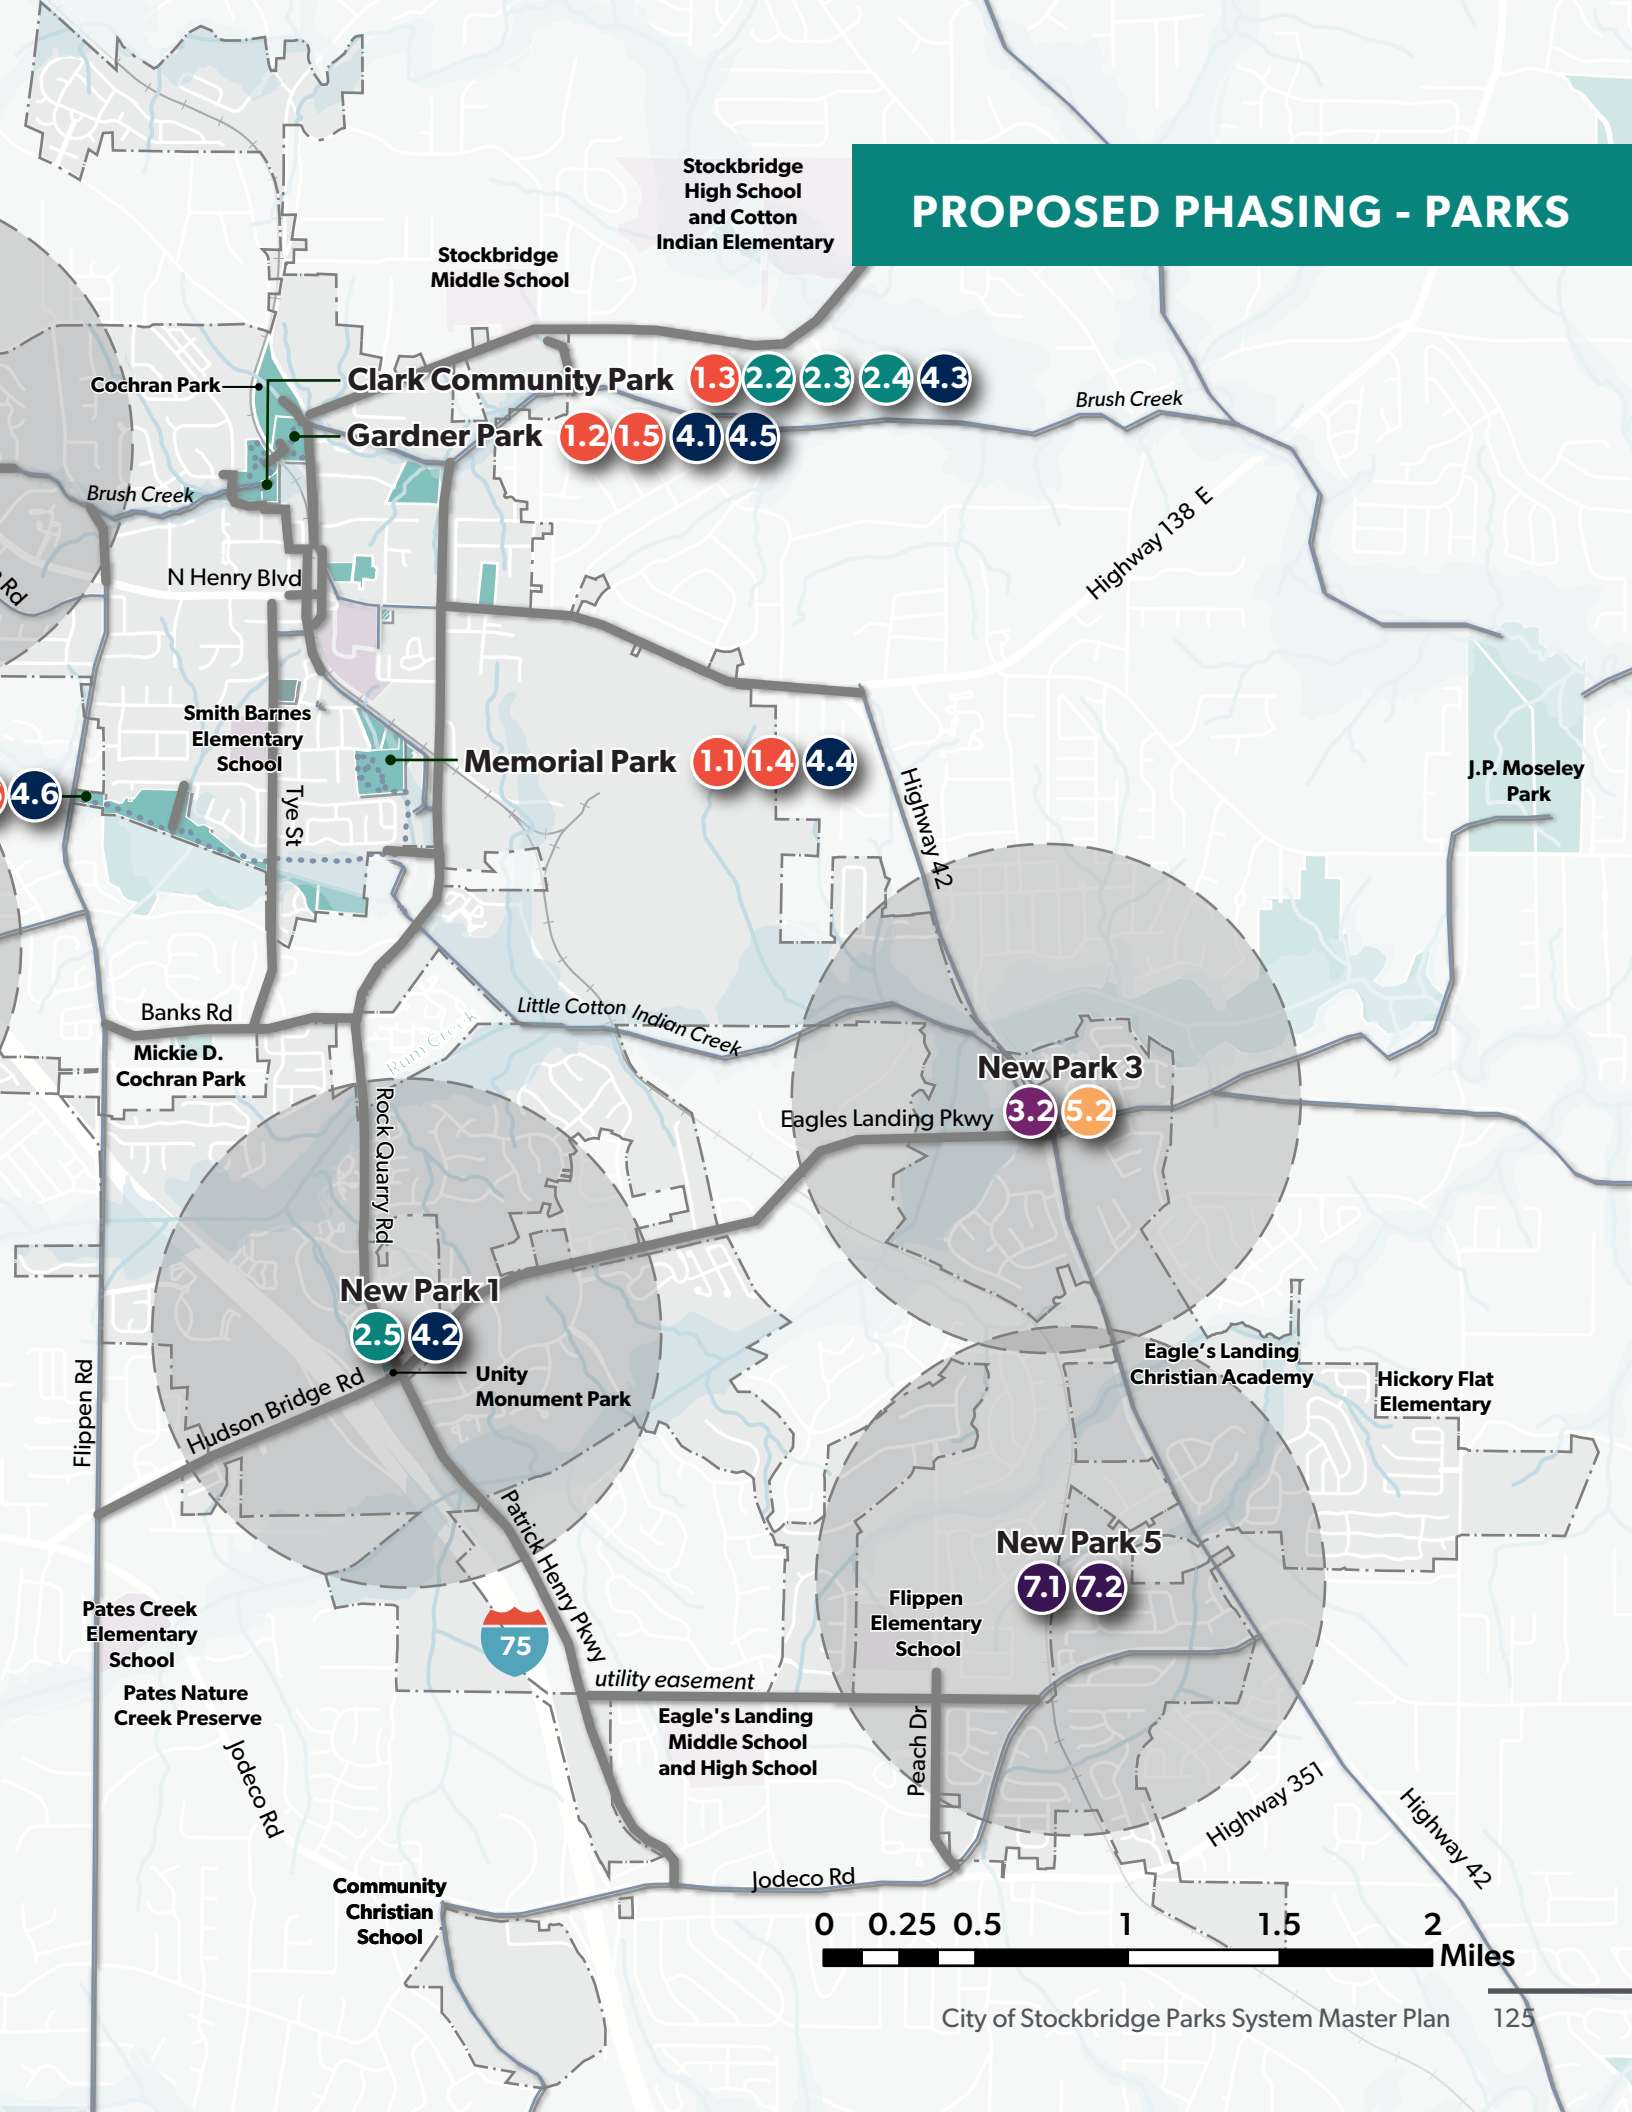 PROPOSED PHASING - PARKS
Stockbridge
High School
and Cotton
Indian Elementary
Stockbridge
Middle School
Cochran Park
Clark Community Park 1.3 2.2 2.3 2.4 4.3
Gardner Park 1.2 1.5 4.1 4.5
Brush Creek
Brush Creek
Highway 138 E
Rd
N Henry Blvd
Smith Barnes
Elementary
School
Memorial Park 1.1 1.4 4.4
4.6
Tye St
Highway 42
J.P. Moseley
Park
Banks Rd
Mickie D.
Cochran Park
Little Cotton Indian Creek
Rum Creek
Rock Quarry Rd
New Park 3
3.2 5.2
Eagles Landing Pkwy
New Park 1
2.5 4.2
Unity
Monument Park
Hudson Bridge Rd
Flippen Rd
Eagle's Landing
Christian Academy
Hickory Flat
Elementary
Patrick Henry Pkwy
New Park 5
7.1 7.2
Flippen
Elementary
School
Pates Creek
Elementary
School
Pates Nature
Creek Preserve
75
utility easement
Eagle's Landing
Middle School
and High School
Peach Dr
Jodeco Rd
Highway 351
Highway 42
Community
Christian
School
Jodeco Rd
0 0.25 0.5 1 1.5 2
Miles
City of Stockbridge Parks System Master Plan 125